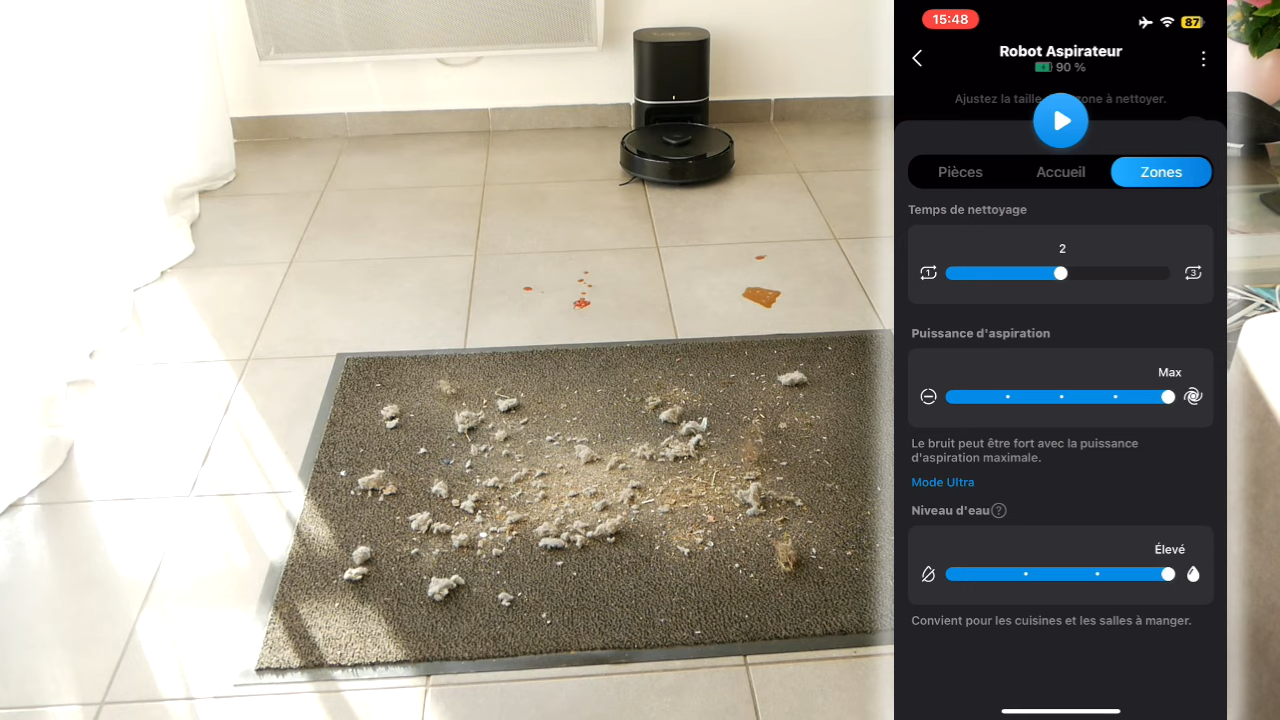 15:48
87
Robot Aspirateur
90 %
Ajustez la taille zone à nettoyer.
Pièces
Accueil
Zones
Temps de nettoyage
2
1
3
Puissance d'aspiration
Max
Le bruit peut être fort avec la puissance
d'aspiration maximale.
Mode Ultra
Niveau d'eau ?
Élevé
Convient pour les cuisines et les salles à manger.